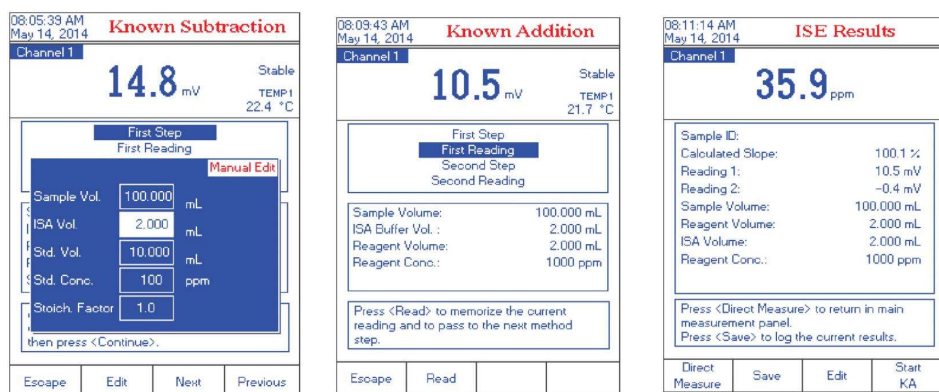 08:05:39 AM
May 14, 2014
Known Subtraction
Channel 1
14.8 mV
Stable
TEMP1
22.4 °C
First Step
First Reading
Manual Edit
Sample Vol. 100.000 mL
ISA Vol. 2.000 mL
Std. Vol. 10.000 mL
Std. Conc. 100 ppm
Stoich. Factor 1.0
then press <Continue>.
Escape Edit Next Previous
08:09:43 AM
May 14, 2014
Known Addition
Channel 1
10.5 mV
Stable
TEMP1
21.7 °C
First Step
First Reading
Second Step
Second Reading
Sample Volume: 100.000 mL
ISA Buffer Vol. : 2.000 mL
Reagent Volume: 2.000 mL
Reagent Conc.: 1000 ppm
Press <Read> to memorize the current
reading and to pass to the next method
step.
Escape Read
08:11:14 AM
May 14, 2014
ISE Results
Channel 1
35.9 ppm
Sample ID:
Calculated Slope: 100.1 %
Reading 1: 10.5 mV
Reading 2: -0.4 mV
Sample Volume: 100.000 mL
Reagent Volume: 2.000 mL
ISA Volume: 2.000 mL
Reagent Conc.: 1000 ppm
Press <Direct Measure> to return in main
measurement panel.
Press <Save> to log the current results.
Direct Measure Save Edit Start KA